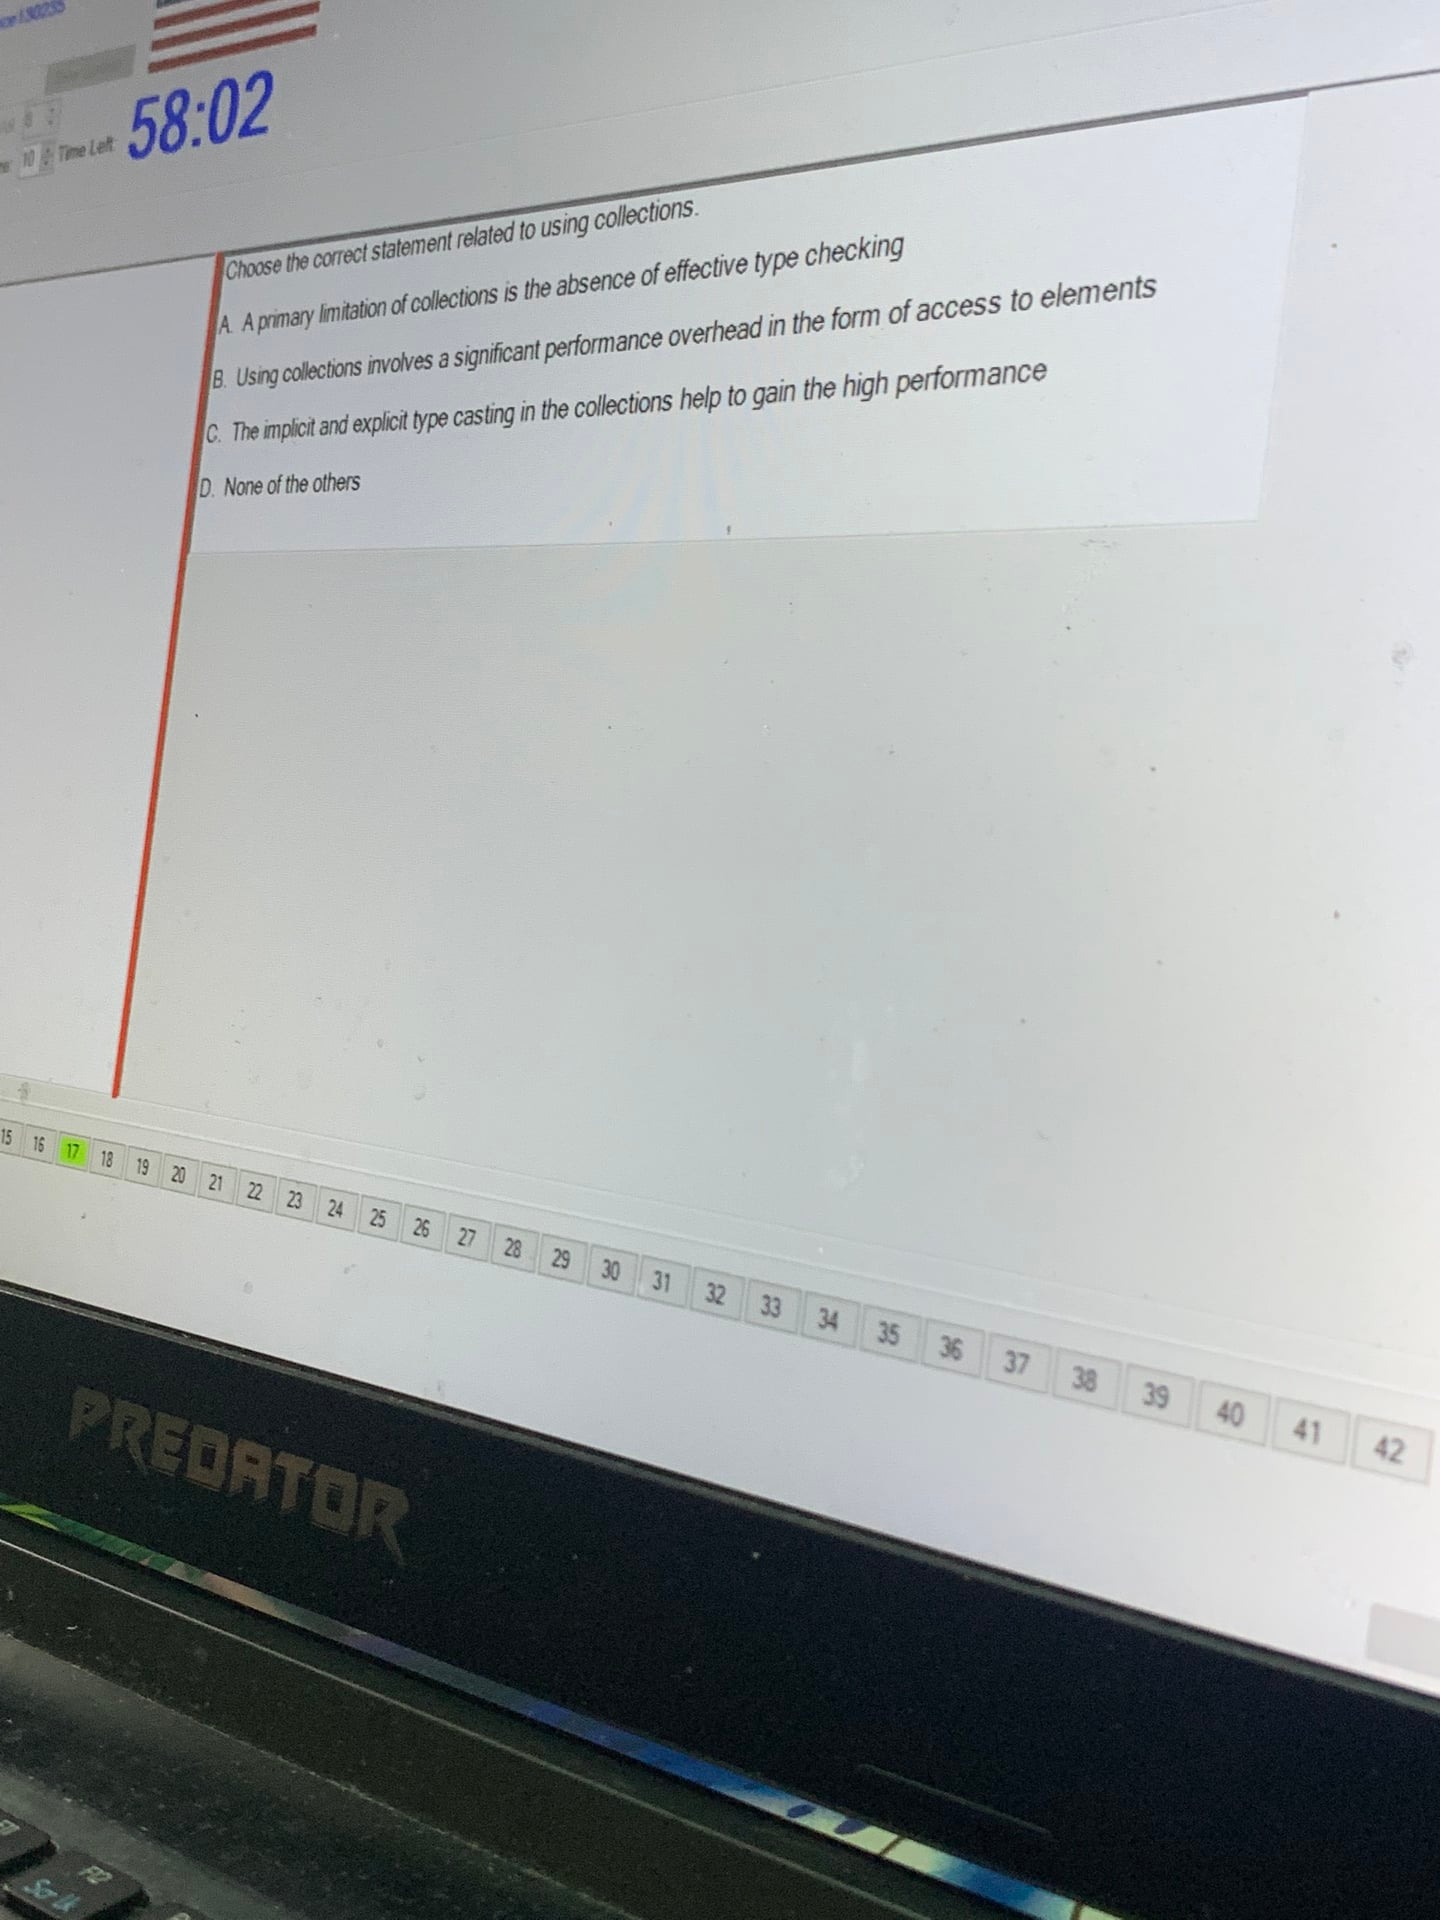 58:02
8
10 Time Left
Choose the correct statement related to using collections.
A. A primary limitation of collections is the absence of effective type checking
B. Using collections involves a significant performance overhead in the form of access to elements
C. The implicit and explicit type casting in the collections help to gain the high performance
D. None of the others
15 16 17 18 19 20 21 22 23 24 25 26 27 28 29 30 31 32 33 34 35 36 37 38 39 40 41 42
PREDATOR